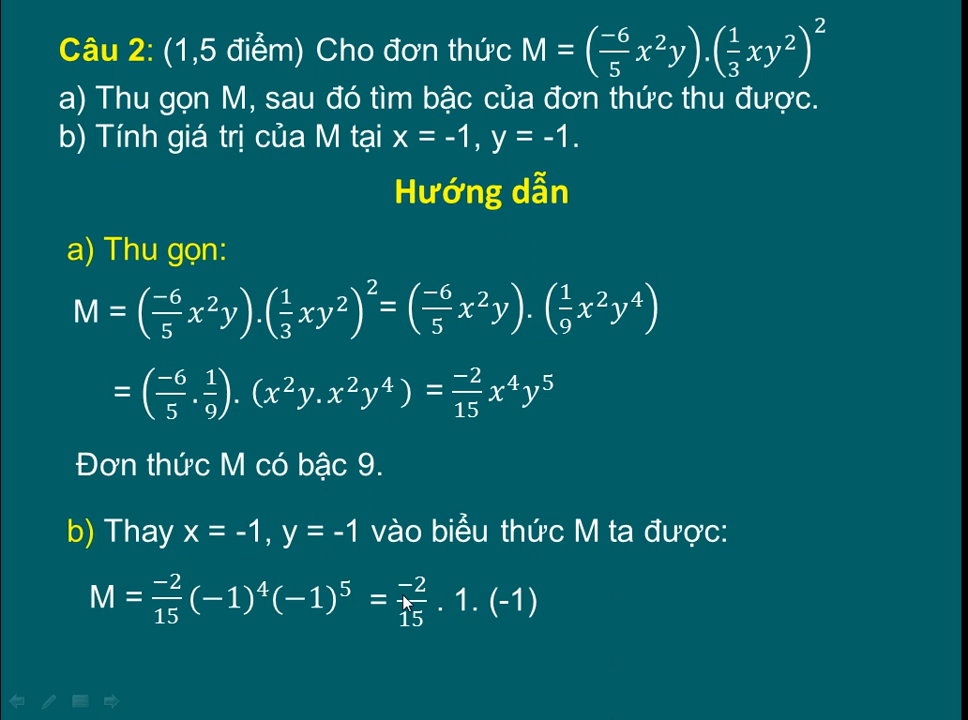 Câu 2: (1,5 điểm) Cho đơn thức M = (−6/5 x²y).(1/3 xy²)²
a) Thu gọn M, sau đó tìm bậc của đơn thức thu được.
b) Tính giá trị của M tại x = -1, y = -1.
Hướng dẫn
a) Thu gọn:
M = (−6/5 x²y).(1/3 xy²)² = (−6/5 x²y). (1/9 x²y⁴)
= (−6/5 . 1/9). (x²y. x²y⁴ ) = −2/15 x⁴y⁵
Đơn thức M có bậc 9.
b) Thay x = -1, y = -1 vào biểu thức M ta được:
M = −2/15 (−1)⁴(−1)⁵ = −2/15 . 1. (-1)